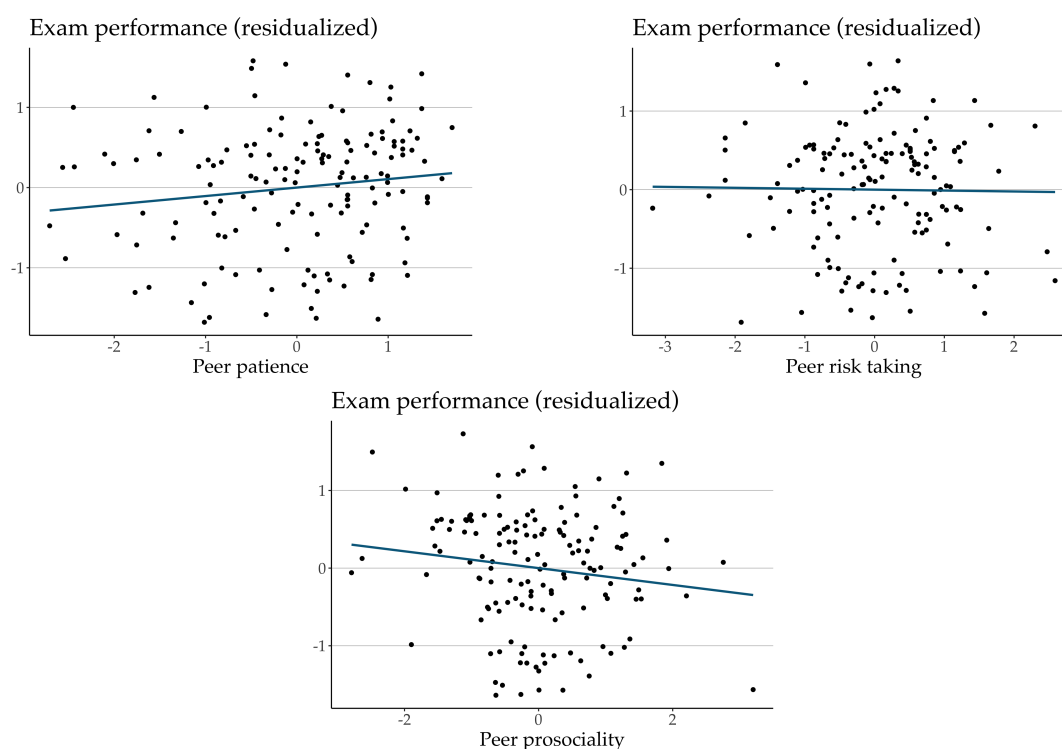 Exam performance (residualized)
1
0
-1
-2 -1 0 1
Peer patience
Exam performance (residualized)
1
0
-1
-3 -2 -1 0 1 2
Peer risk taking
Exam performance (residualized)
1
0
-1
-2 0 2
Peer prosociality